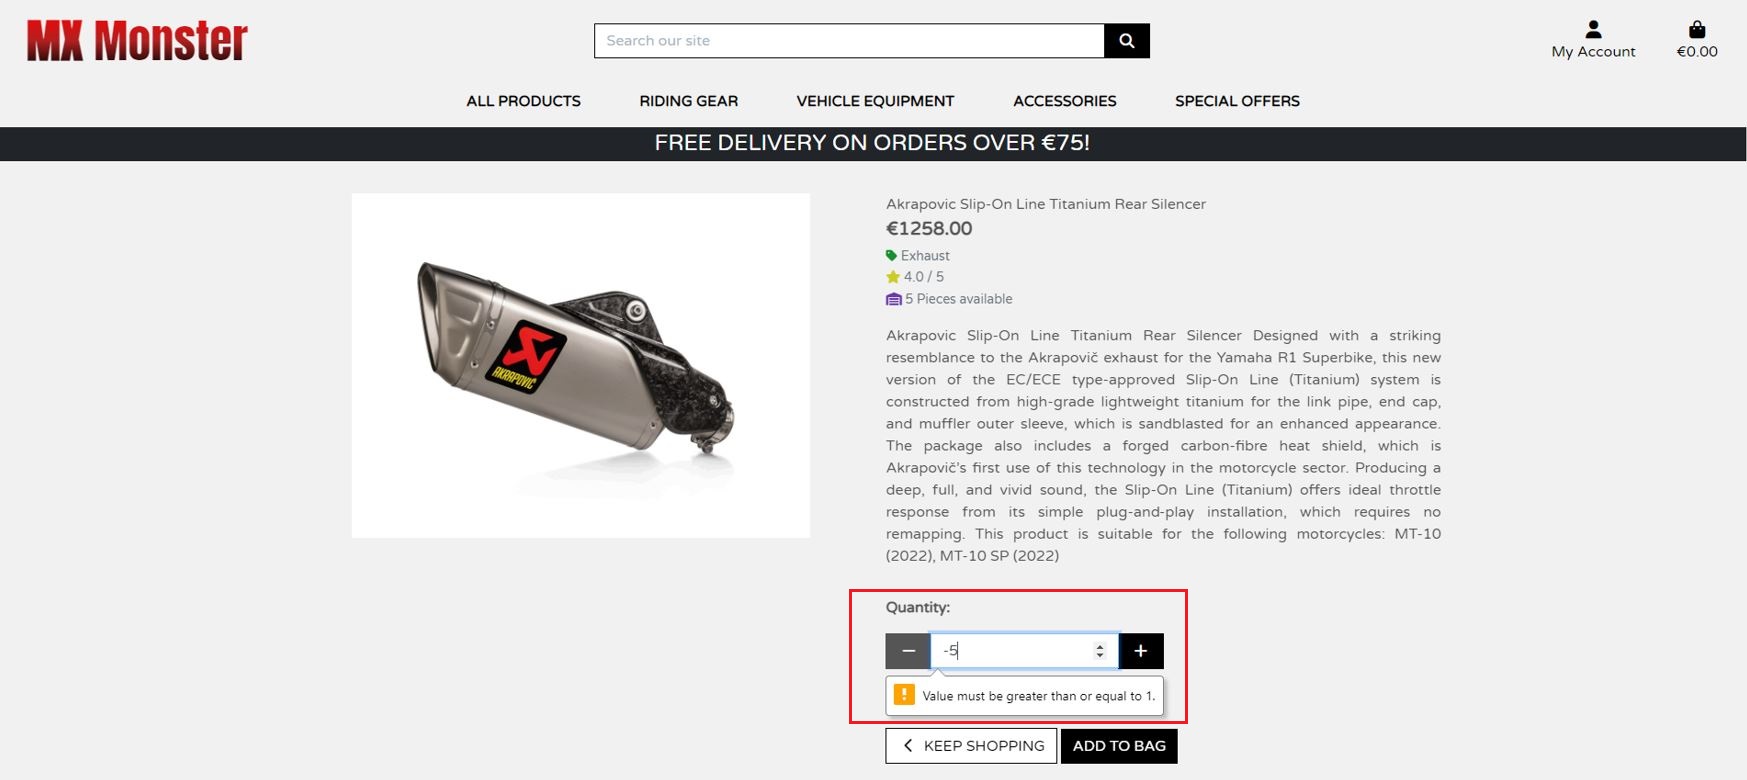 MX Monster
Search our site
My Account
€0.00
ALL PRODUCTS
RIDING GEAR
VEHICLE EQUIPMENT
ACCESSORIES
SPECIAL OFFERS
FREE DELIVERY ON ORDERS OVER €75!
AKRAPOVIC
Akrapovic Slip-On Line Titanium Rear Silencer
€1258.00
Exhaust
4.0 / 5
5 Pieces available
Akrapovic Slip-On Line Titanium Rear Silencer Designed with a striking
resemblance to the Akrapovič exhaust for the Yamaha R1 Superbike, this new
version of the EC/ECE type-approved Slip-On Line (Titanium) system is
constructed from high-grade lightweight titanium for the link pipe, end cap,
and muffler outer sleeve, which is sandblasted for an enhanced appearance.
The package also includes a forged carbon-fibre heat shield, which is
Akrapovič's first use of this technology in the motorcycle sector. Producing a
deep, full, and vivid sound, the Slip-On Line (Titanium) offers ideal throttle
response from its simple plug-and-play installation, which requires no
remapping. This product is suitable for the following motorcycles: MT-10
(2022), MT-10 SP (2022)
Quantity:
-5
Value must be greater than or equal to 1.
KEEP SHOPPING
ADD TO BAG